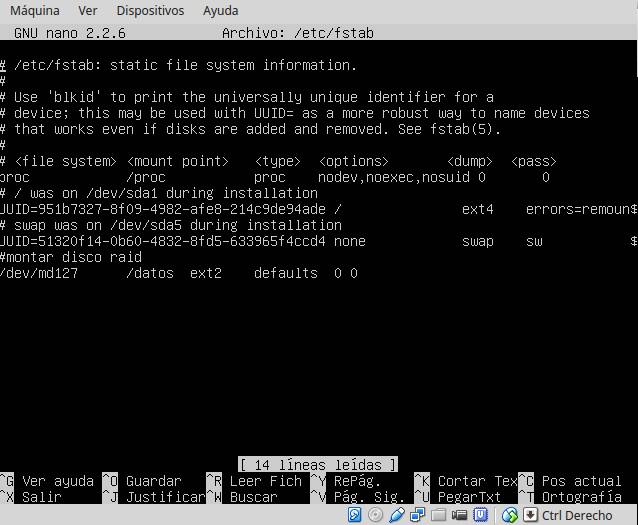 Máquina Ver Dispositivos Ayuda
GNU nano 2.2.6 Archivo: /etc/fstab
# /etc/fstab: static file system information.
#
# Use 'blkid' to print the universally unique identifier for a
# device; this may be used with UUID= as a more robust way to name devices
# that works even if disks are added and removed. See fstab(5).
#
# <file system> <mount point> <type> <options> <dump> <pass>
proc /proc proc nodev,noexec,nosuid 0 0
# / was on /dev/sda1 during installation
UUID=951b7327-8f09-4982-afe8-214c9de94ade / ext4 errors=remoun$
# swap was on /dev/sda5 during installation
UUID=51320f14-0b60-4832-8fd5-633965f4ccd4 none swap sw $
#montar disco raid
/dev/md127 /datos ext2 defaults 0 0
[ 14 líneas leídas ]
^G Ver ayuda ^O Guardar ^R Leer Fich ^Y RePág. ^K Cortar Tex ^C Pos actual
^X Salir ^J Justificar ^W Buscar ^V Pág. Sig. ^U PegarTxt ^T Ortografía
Ctrl Derecho